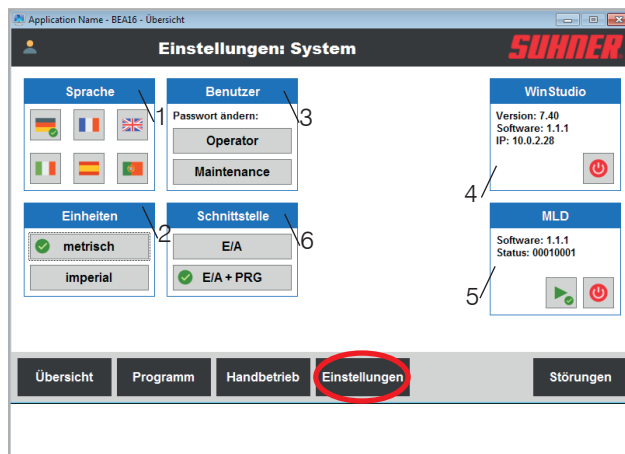 Application Name - BEA16 - Übersicht
Einstellungen: System
SUHNER
Sprache
1
Benutzer
Passwort ändern:
Operator
Maintenance
3
WinStudio
Version: 7.40
Software: 1.1.1
IP: 10.0.2.28
4
Einheiten
metrisch
imperial
2
Schnittstelle
E/A
E/A + PRG
6
MLD
Software: 1.1.1
Status: 00010001
5
Übersicht
Programm
Handbetrieb
Einstellungen
Störungen